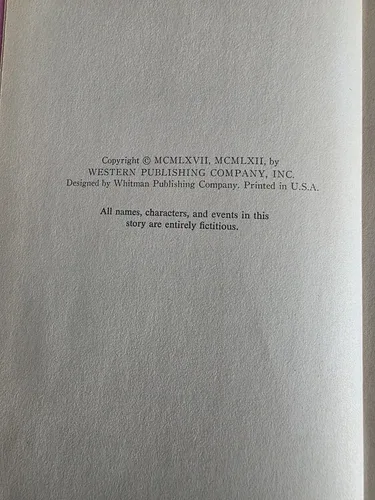 Copyright © MCMLXVII, MCMLXII, by
WESTERN PUBLISHING COMPANY, INC.
Designed by Whitman Publishing Company. Printed in U.S.A.
All names, characters, and events in this
story are entirely fictitious.